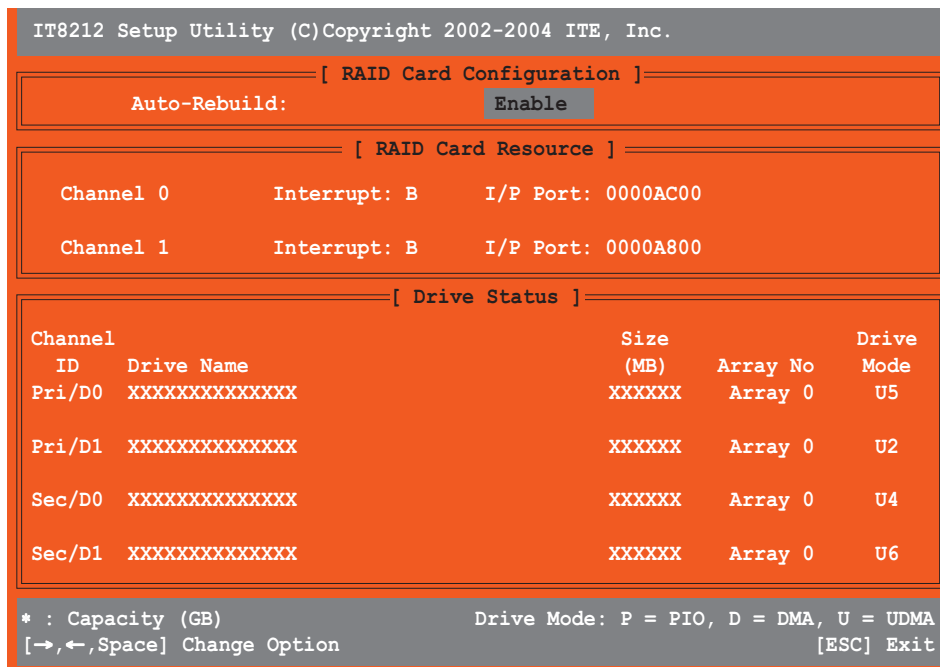 IT8212 Setup Utility (C)Copyright 2002-2004 ITE, Inc.
[ RAID Card Configuration ]
Auto-Rebuild: Enable
[ RAID Card Resource ]
Channel 0 Interrupt: B I/P Port: 0000AC00
Channel 1 Interrupt: B I/P Port: 0000A800
[ Drive Status ]
Channel Size Drive
ID Drive Name (MB) Array No Mode
Pri/D0 XXXXXXXXXXXXXX XXXXXX Array 0 U5
Pri/D1 XXXXXXXXXXXXXX XXXXXX Array 0 U2
Sec/D0 XXXXXXXXXXXXXX XXXXXX Array 0 U4
Sec/D1 XXXXXXXXXXXXXX XXXXXX Array 0 U6
* : Capacity (GB) Drive Mode: P = PIO, D = DMA, U = UDMA
[→,←,Space] Change Option [ESC] Exit